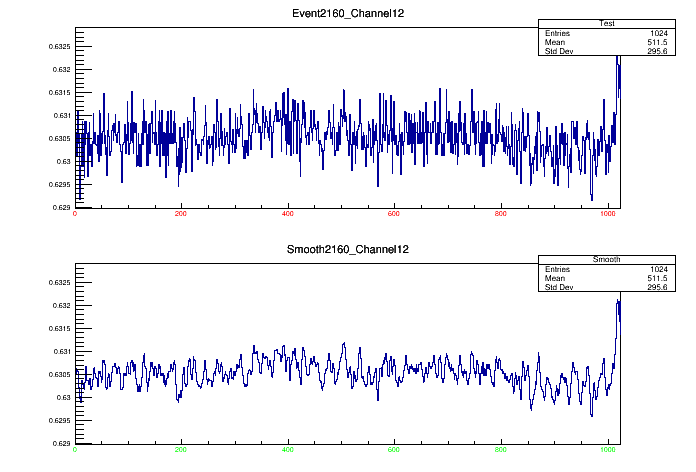 Event2160_Channel12
Test
Entries 1024
Mean 511.5
Std Dev 295.6
0.6325
0.632
0.6315
0.631
0.6305
0.63
0.6295
0.629
0 200 400 600 800 1000
Smooth2160_Channel12
Smooth
Entries 1024
Mean 511.5
Std Dev 295.6
0.6325
0.632
0.6315
0.631
0.6305
0.63
0.6295
0.629
0 200 400 600 800 1000